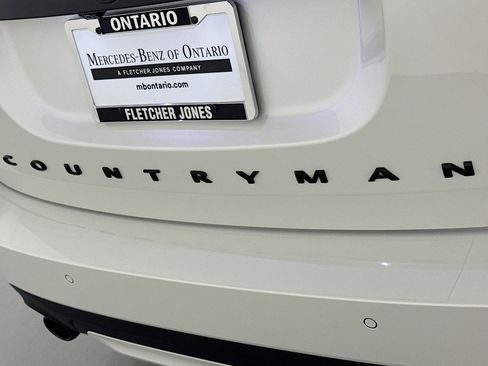 ONTARIO
MERCEDES-BENZ OF ONTARIO
A FLETCHER JONES COMPANY
mbontario.com
FLETCHER JONES
COUNTRYMAN